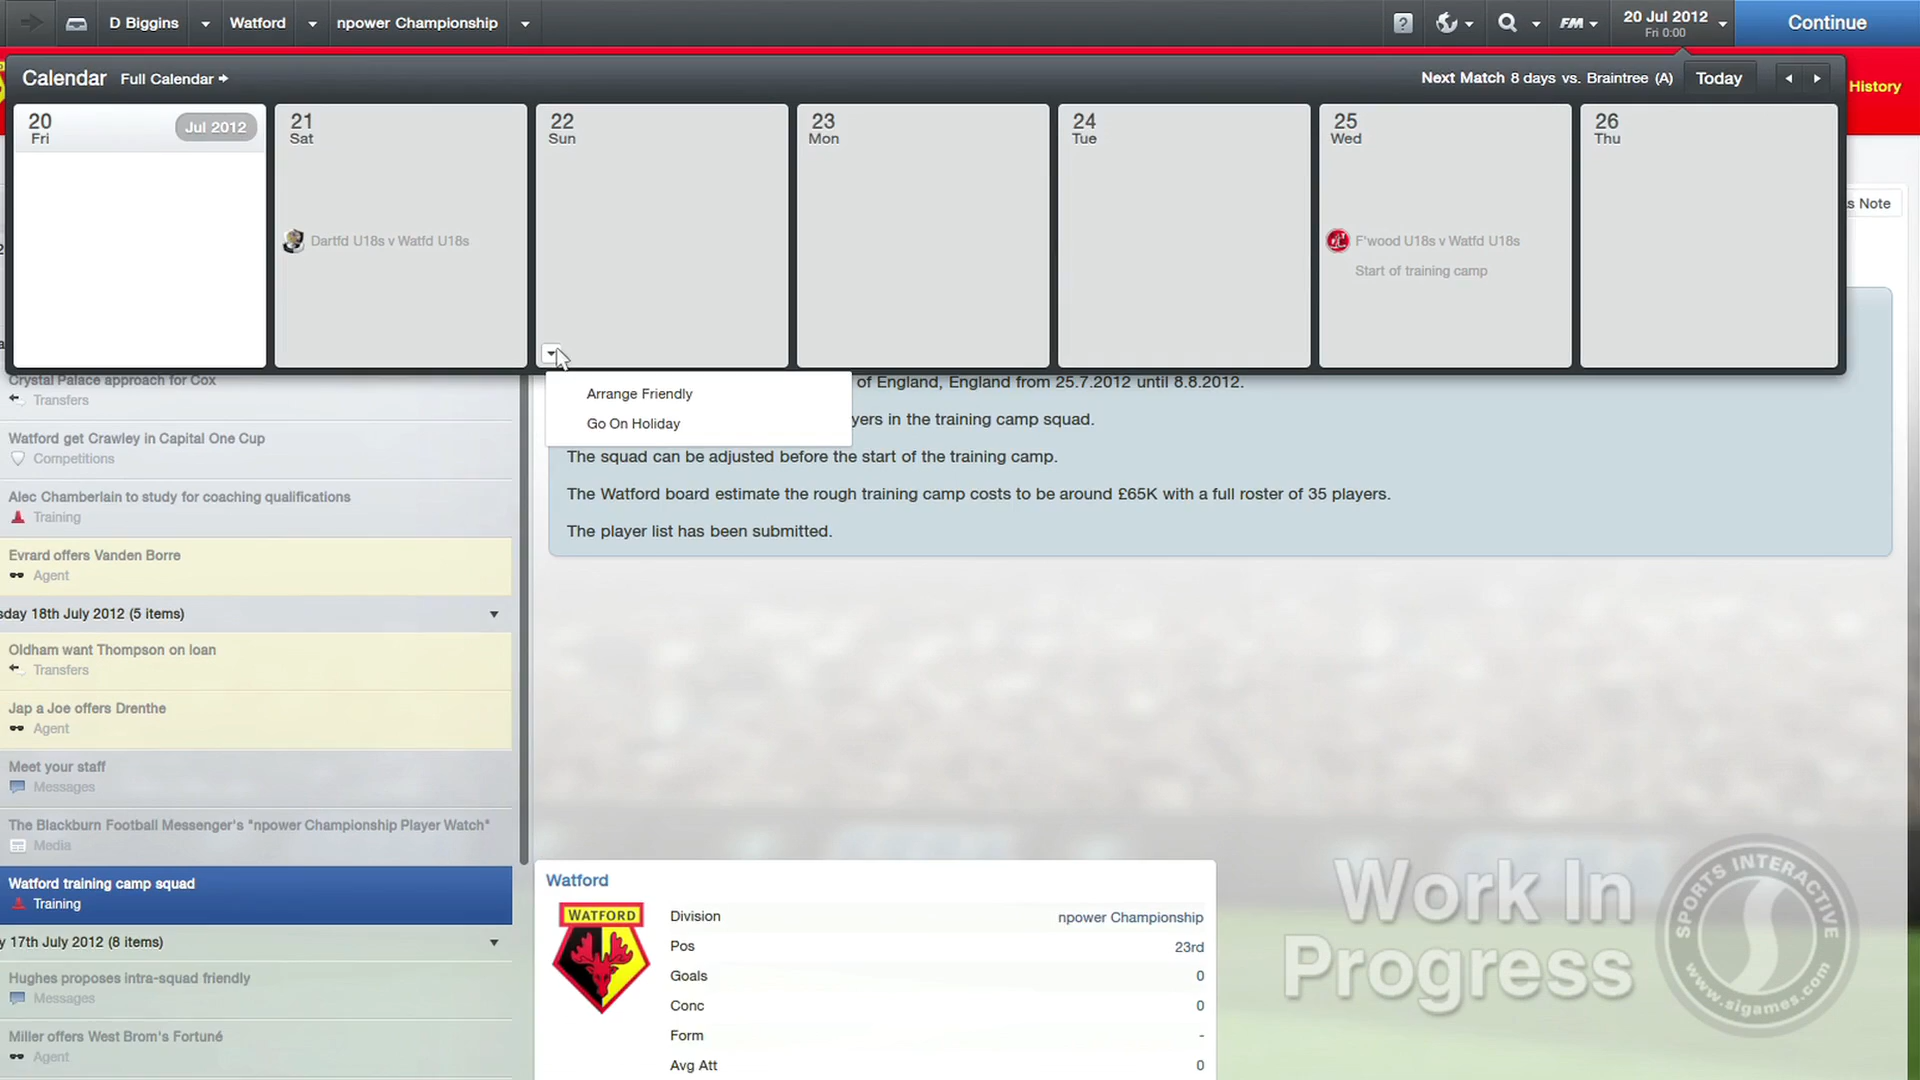 D Biggins
Watford
npower Championship
?
FM
20 Jul 2012
Fri 0:00
Continue
Calendar
Full Calendar
Next Match 8 days vs. Braintree (A)
Today
History
20
Fri
Jul 2012
21
Sat
22
Sun
23
Mon
24
Tue
25
Wed
26
Thu
Dartfd U18s v Watfd U18s
F'wood U18s v Watfd U18s
Start of training camp
s Note
Arrange Friendly
Go On Holiday
of England, England from 25.7.2012 until 8.8.2012.
yers in the training camp squad.
The squad can be adjusted before the start of the training camp.
The Watford board estimate the rough training camp costs to be around £65K with a full roster of 35 players.
The player list has been submitted.
Crystal Palace approach for Cox
Transfers
Watford get Crawley in Capital One Cup
Competitions
Alec Chamberlain to study for coaching qualifications
Training
Evrard offers Vanden Borre
Agent
sday 18th July 2012 (5 items)
Oldham want Thompson on loan
Transfers
Jap a Joe offers Drenthe
Agent
Meet your staff
Messages
The Blackburn Football Messenger's "npower Championship Player Watch"
Media
Watford training camp squad
Training
y 17th July 2012 (8 items)
Hughes proposes intra-squad friendly
Messages
Miller offers West Brom's Fortuné
Agent
Watford
WATFORD
Division npower Championship
Pos 23rd
Goals 0
Conc 0
Form -
Avg Att 0
Work In
Progress
SPORTS INTERACTIVE
www.sigames.com